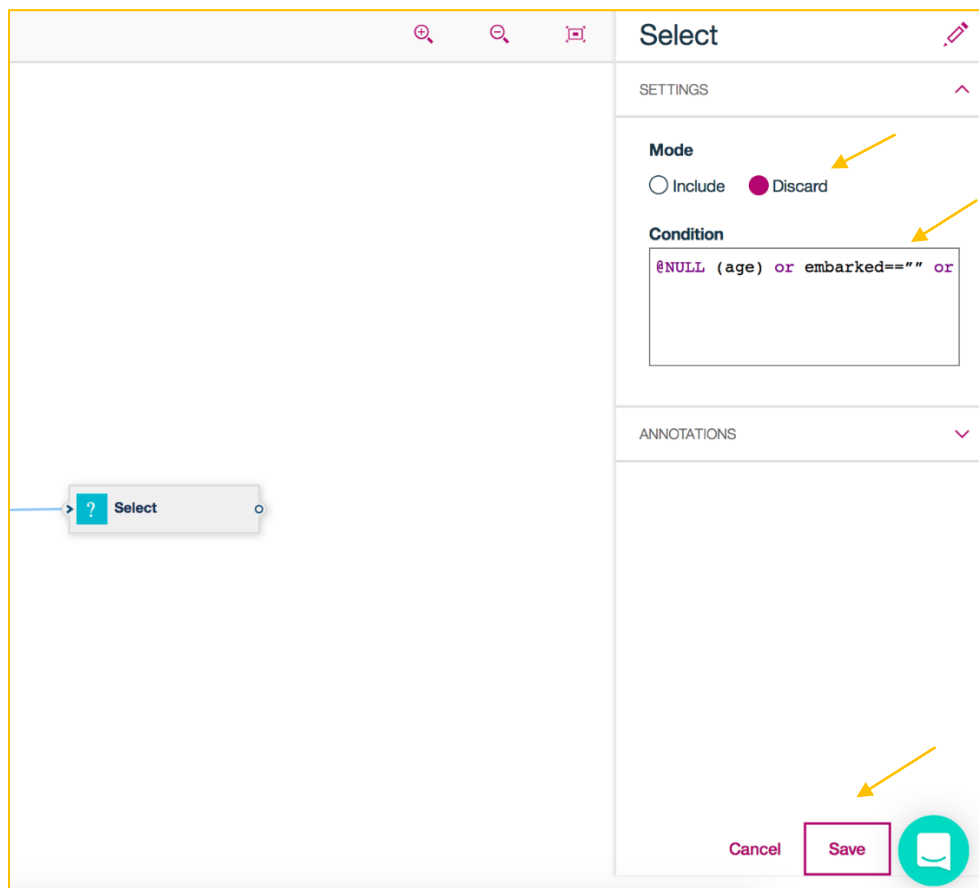 Select
SETTINGS
Mode
Include Discard
Condition
@NULL (age) or embarked=="" or
ANNOTATIONS
? Select
Cancel Save